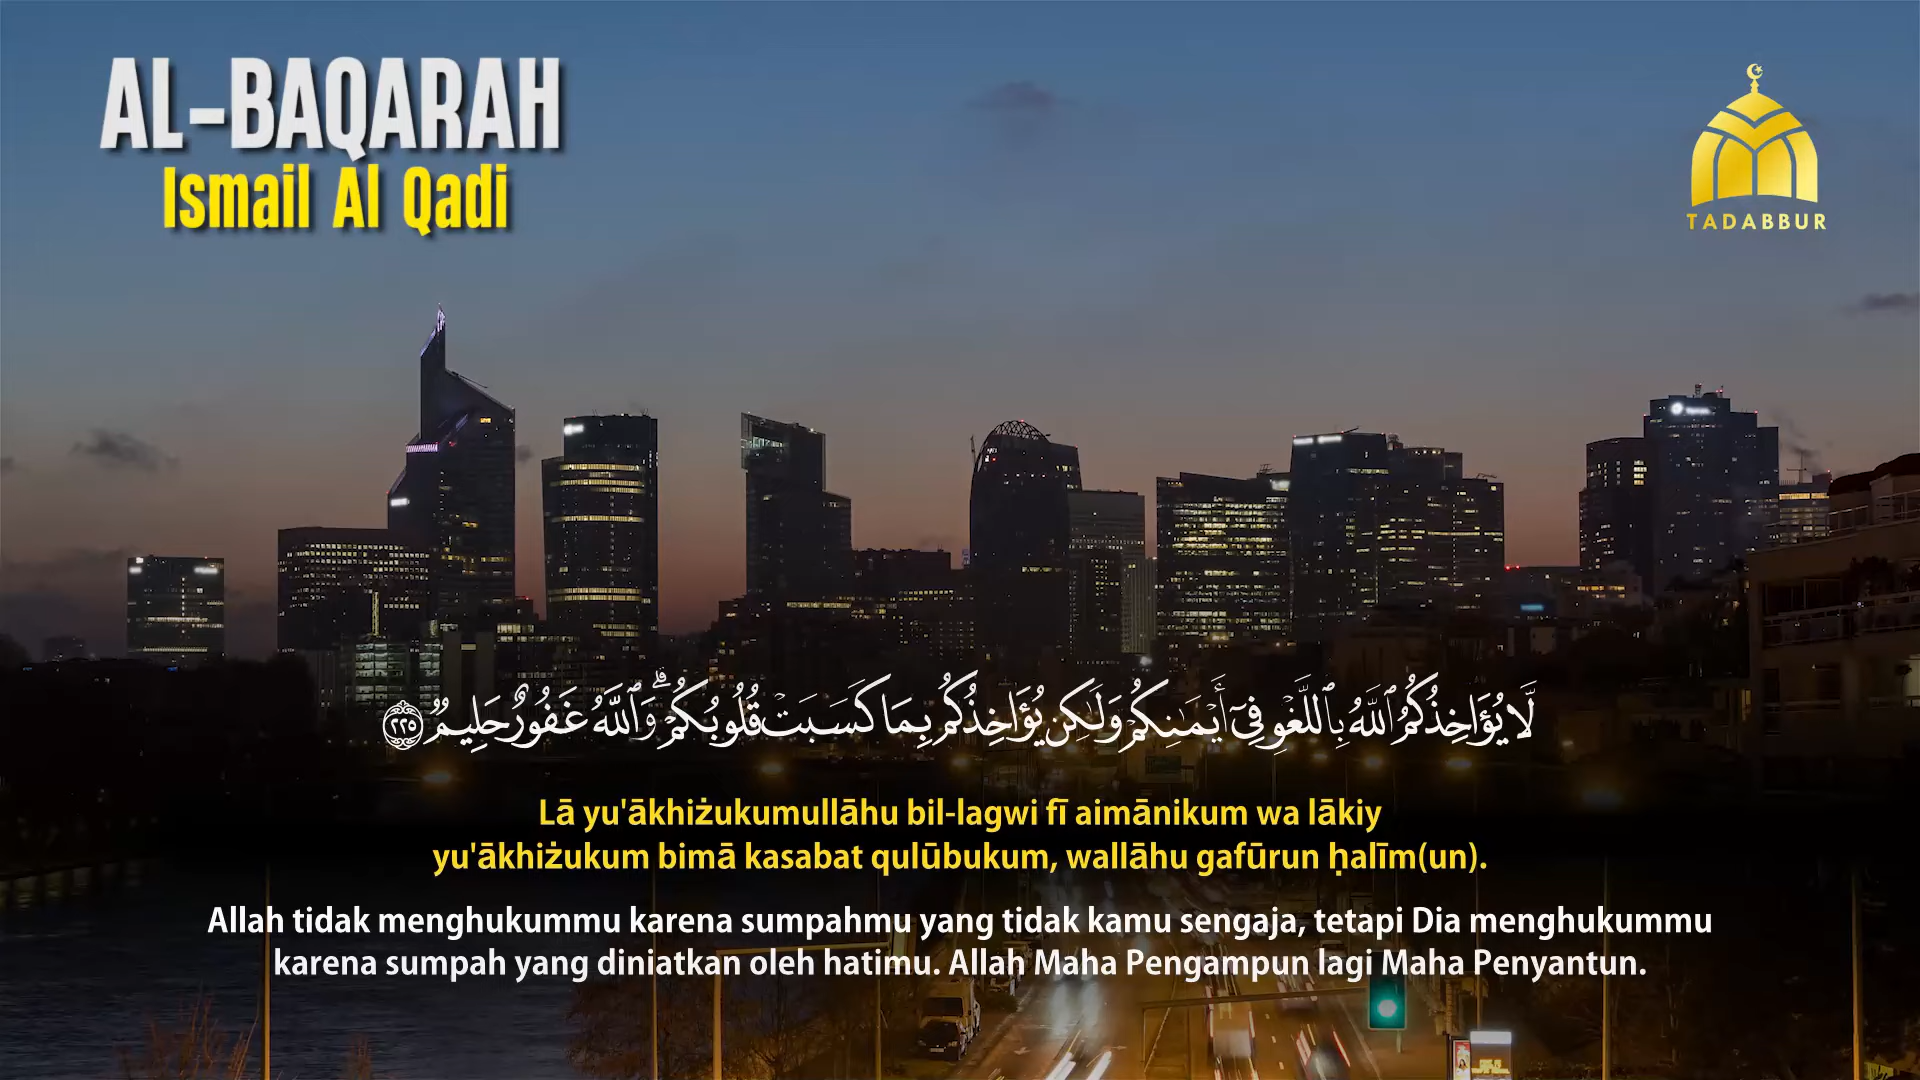 AL-BAQARAH
Ismail Al Qadi
TADABBUR
لَّا يُؤَاخِذُكُمُ ٱللَّهُ بِٱللَّغْوِ فِىٓ أَيْمَـٰنِكُمْ وَلَـٰكِن يُؤَاخِذُكُم بِمَا كَسَبَتْ قُلُوبُكُمْ ۗ وَٱللَّهُ غَفُورٌ حَلِيمٌ ٢٢٥
Lā yu'ākhiżukumullāhu bil-lagwi fī aimānikum wa lākiy
yu'ākhiżukum bimā kasabat qulūbukum, wallāhu gafūrun ḥalīm(un).
Allah tidak menghukummu karena sumpahmu yang tidak kamu sengaja, tetapi Dia menghukummu
karena sumpah yang diniatkan oleh hatimu. Allah Maha Pengampun lagi Maha Penyantun.